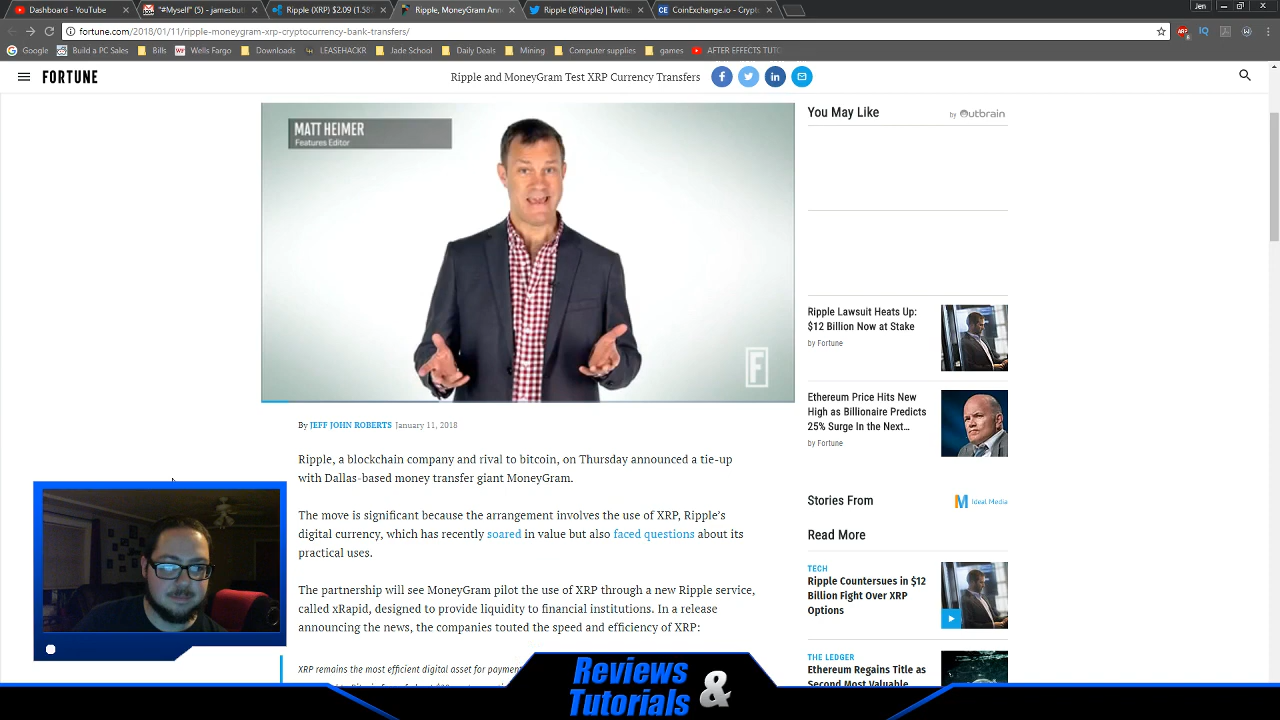 Dashboard - YouTube
"#Myself" (5) - jamesbut
Ripple (XRP) $2.09 (1.58%
Ripple, MoneyGram Anno
Ripple (@Ripple) | Twitter
CoinExchange.io - Crypto
Jen
fortune.com/2018/01/11/ripple-moneygram-xrp-cryptocurrency-bank-transfers/
Google
Build a PC Sales
Bills
Wells Fargo
Downloads
LEASEHACKR
Jade School
Daily Deals
Mining
Computer supplies
games
AFTER EFFECTS TUTO
FORTUNE
Ripple and MoneyGram Test XRP Currency Transfers
MATT HEIMER
Features Editor
F
By JEFF JOHN ROBERTS January 11, 2018
Ripple, a blockchain company and rival to bitcoin, on Thursday announced a tie-up
with Dallas-based money transfer giant MoneyGram.
The move is significant because the arrangement involves the use of XRP, Ripple's
digital currency, which has recently soared in value but also faced questions about its
practical uses.
The partnership will see MoneyGram pilot the use of XRP through a new Ripple service,
called xRapid, designed to provide liquidity to financial institutions. In a release
announcing the news, the companies touted the speed and efficiency of XRP:
XRP remains the most efficient digital asset for payment
You May Like
by Outbrain
Ripple Lawsuit Heats Up:
$12 Billion Now at Stake
by Fortune
Ethereum Price Hits New
High as Billionaire Predicts
25% Surge In the Next...
by Fortune
Stories From
Ideal Media
Read More
TECH
Ripple Countersues in $12
Billion Fight Over XRP
Options
THE LEDGER
Ethereum Regains Title as
Second Most Valuable
Reviews
& Tutorials